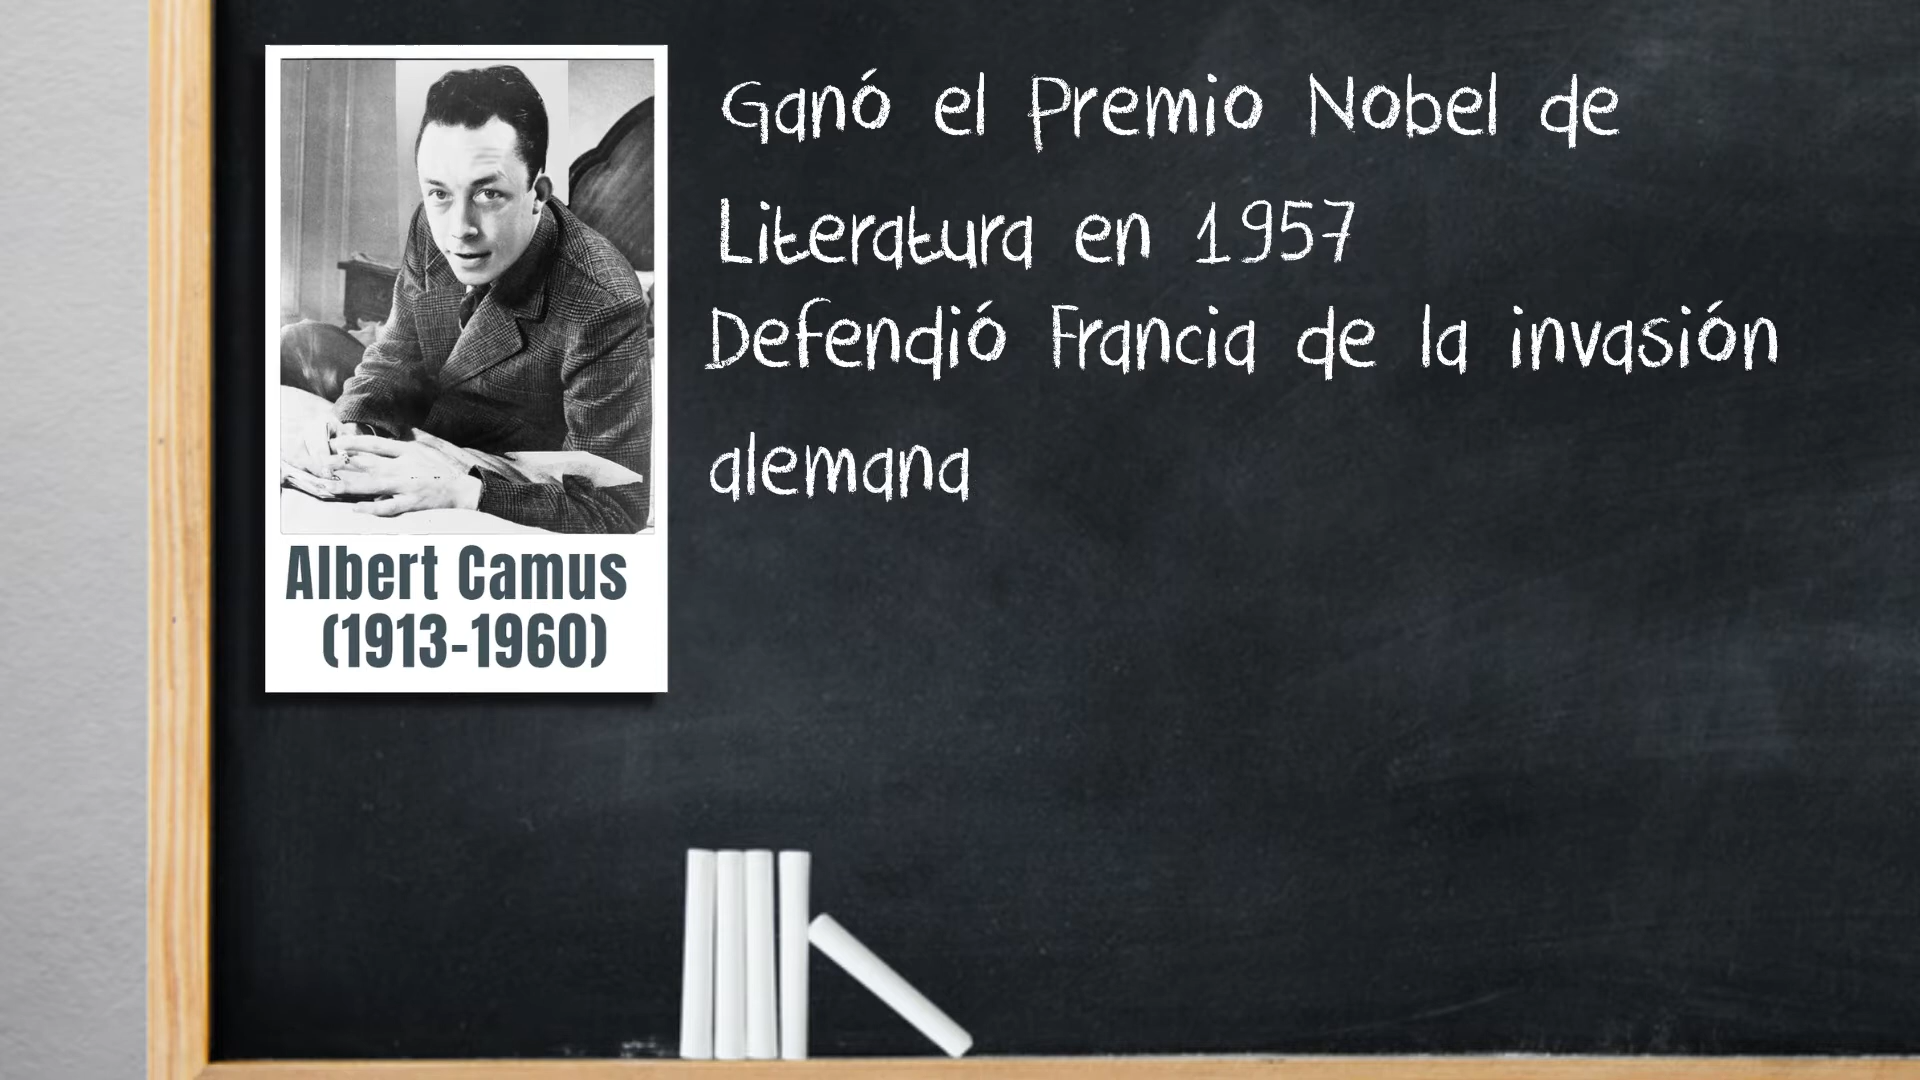 Ganó el Premio Nobel de
Literatura en 1957
Defendió Francia de la invasión
alemana
Albert Camus
(1913-1960)